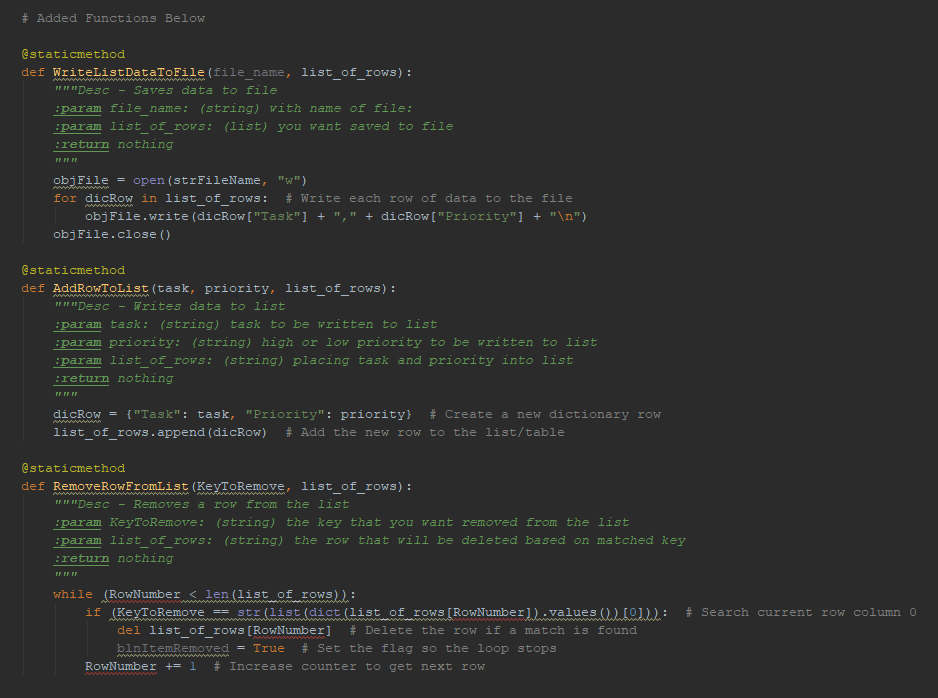 # Added Functions Below
@staticmethod
def WriteListDataToFile(file_name, list_of_rows):
"""Desc - Saves data to file
:param file_name: (string) with name of file:
:param list_of_rows: (list) you want saved to file
:return nothing
"""
objFile = open(strFileName, "w")
for dicRow in list_of_rows:  # Write each row of data to the file
objFile.write(dicRow["Task"] + "," + dicRow["Priority"] + "\n")
objFile.close()
@staticmethod
def AddRowToList(task, priority, list_of_rows):
"""Desc - Writes data to list
:param task: (string) task to be written to list
:param priority: (string) high or low priority to be written to list
:param list_of_rows: (string) placing task and priority into list
:return nothing
"""
dicRow = {"Task": task, "Priority": priority}  # Create a new dictionary row
list_of_rows.append(dicRow)  # Add the new row to the list/table
@staticmethod
def RemoveRowFromList(KeyToRemove, list_of_rows):
"""Desc - Removes a row from the list
:param KeyToRemove: (string) the key that you want removed from the list
:param list_of_rows: (string) the row that will be deleted based on matched key
:return nothing
"""
while (RowNumber < len(list_of_rows)):
if (KeyToRemove == str(list(dict(list_of_rows[RowNumber]).values())[0])):  # Search current row column 0
del list_of_rows[RowNumber]  # Delete the row if a match is found
blnItemRemoved = True  # Set the flag so the loop stops
RowNumber += 1  # Increase counter to get next row